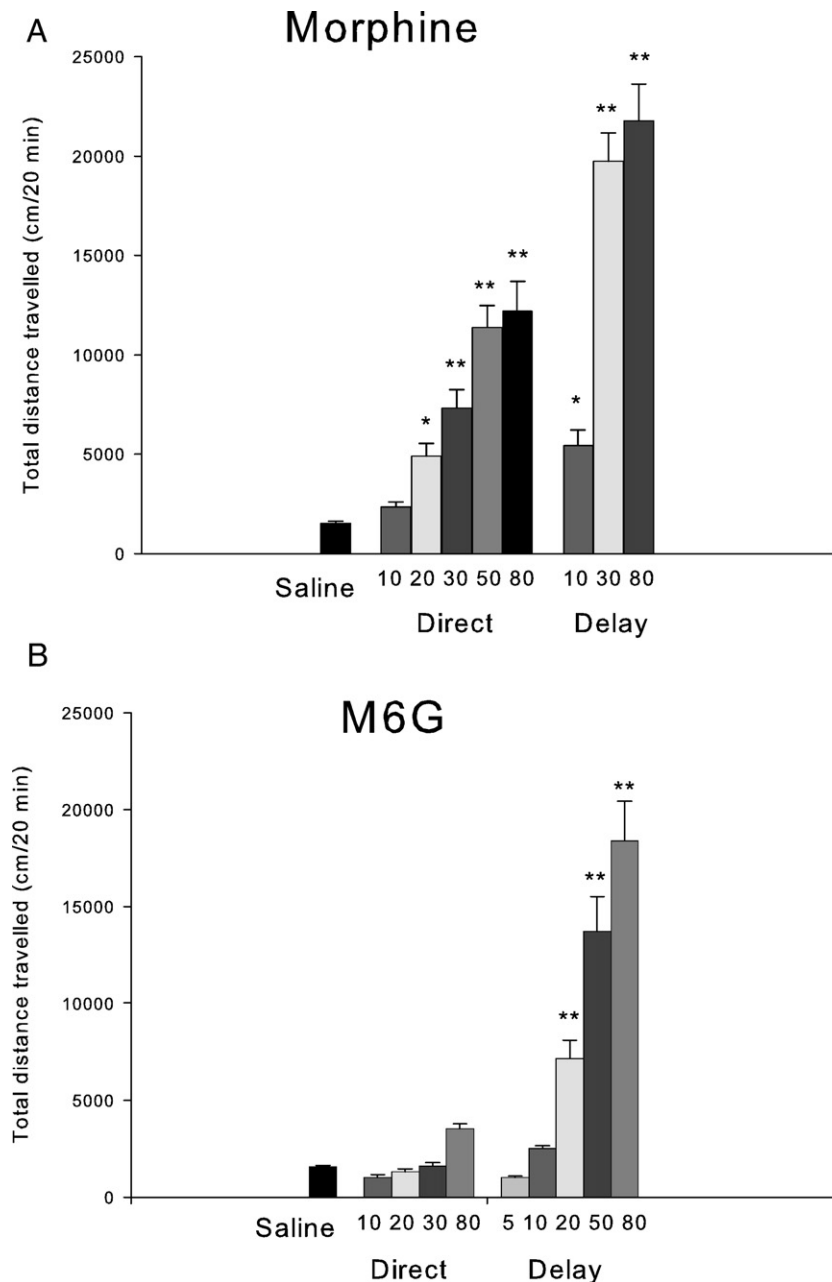 A
Morphine
Total distance travelled (cm/20 min)
25000
20000
15000
10000
5000
0
**
**
**
**
**
*
*
Saline
10 20 30 50 80
10 30 80
Direct
Delay
B
M6G
Total distance travelled (cm/20 min)
25000
20000
15000
10000
5000
0
**
**
**
Saline
10 20 30 80
5 10 20 50 80
Direct
Delay